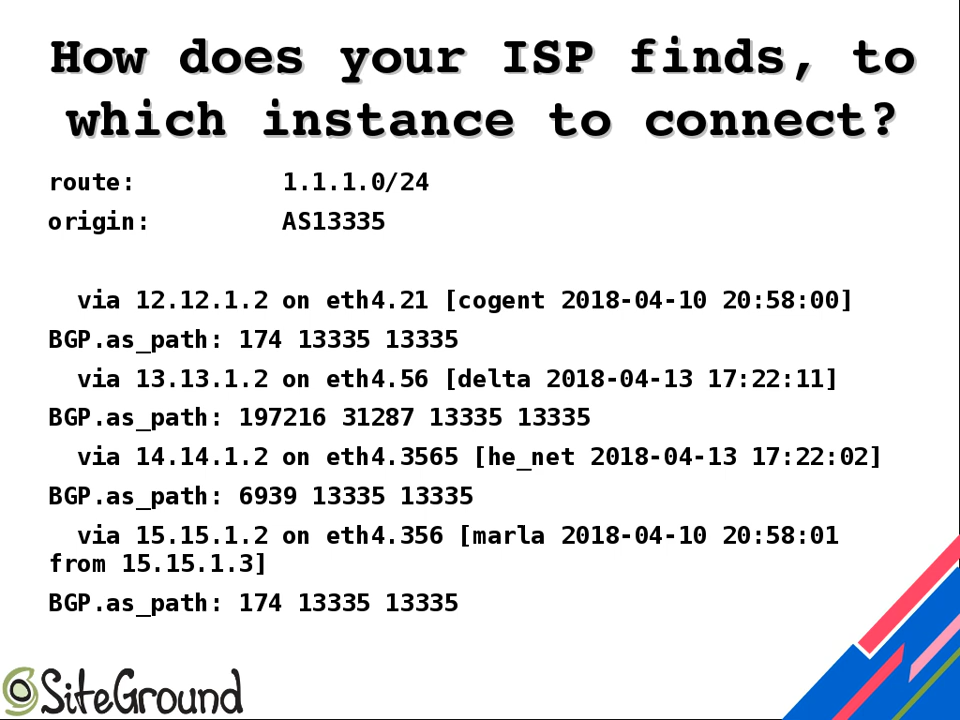 How does your ISP finds, to
which instance to connect?
route:          1.1.1.0/24
origin:         AS13335
  via 12.12.1.2 on eth4.21 [cogent 2018-04-10 20:58:00]
BGP.as_path: 174 13335 13335
  via 13.13.1.2 on eth4.56 [delta 2018-04-13 17:22:11]
BGP.as_path: 197216 31287 13335 13335
  via 14.14.1.2 on eth4.3565 [he_net 2018-04-13 17:22:02]
BGP.as_path: 6939 13335 13335
  via 15.15.1.2 on eth4.356 [marla 2018-04-10 20:58:01
from 15.15.1.3]
BGP.as_path: 174 13335 13335
SiteGround